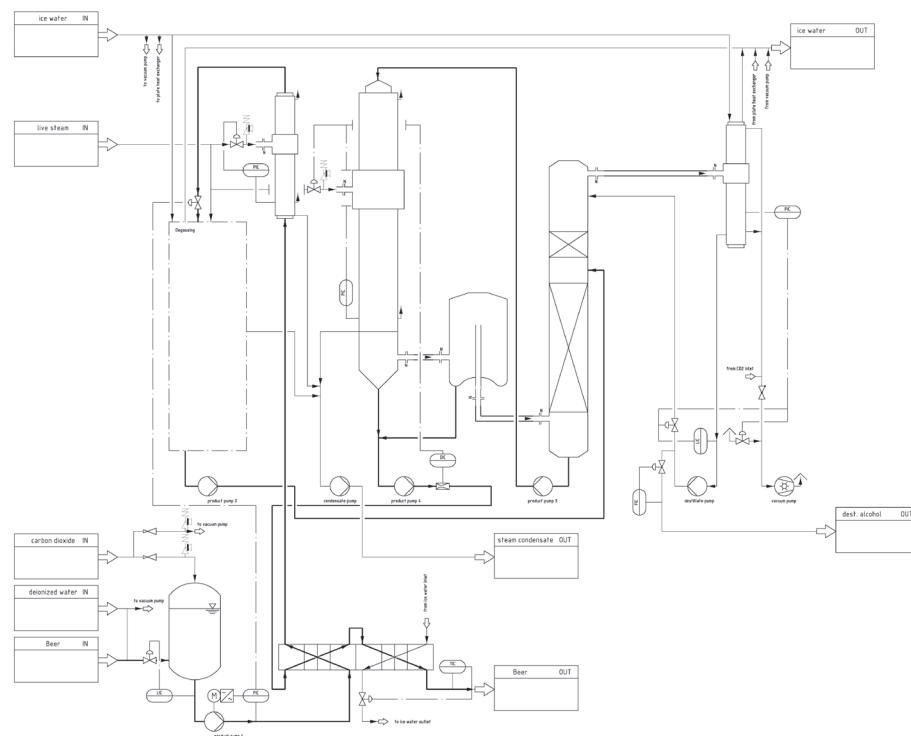 ice water IN
ice water OUT
to vacuum pump
to plate heat exchanger
from plate heat exchanger
from vacuum pump
live steam IN
PIC
PIC
Degassing
PIC
from CO2 inlet
LIC
DIC
FIC
product pump 3
condensate pump
product pump 4
product pump 5
destillate pump
vacuum pump
dest. alcohol OUT
to vacuum pump
carbon dioxide IN
steam condensate OUT
deionized water IN
to vacuum pump
from ice water inlet
Beer IN
TIC
Beer OUT
LIC
M
FIC
to ice water outlet